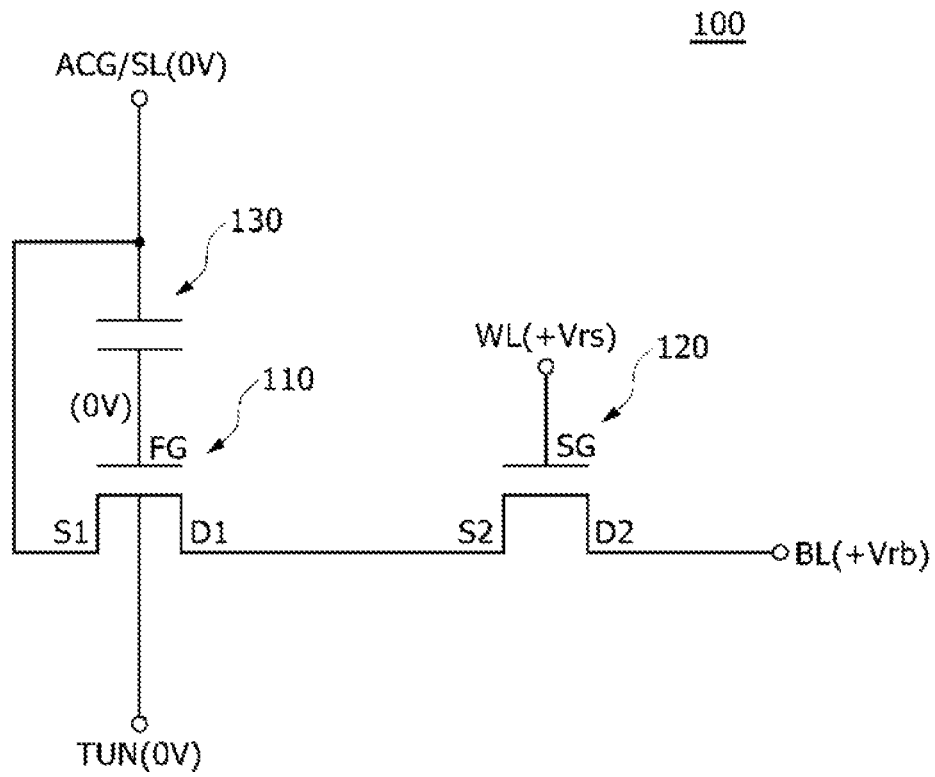 100
ACG/SL(0V)
130
WL(+Vrs)
120
110
(0V)
FG
SG
S1
D1
S2
D2
BL(+Vrb)
TUN(0V)